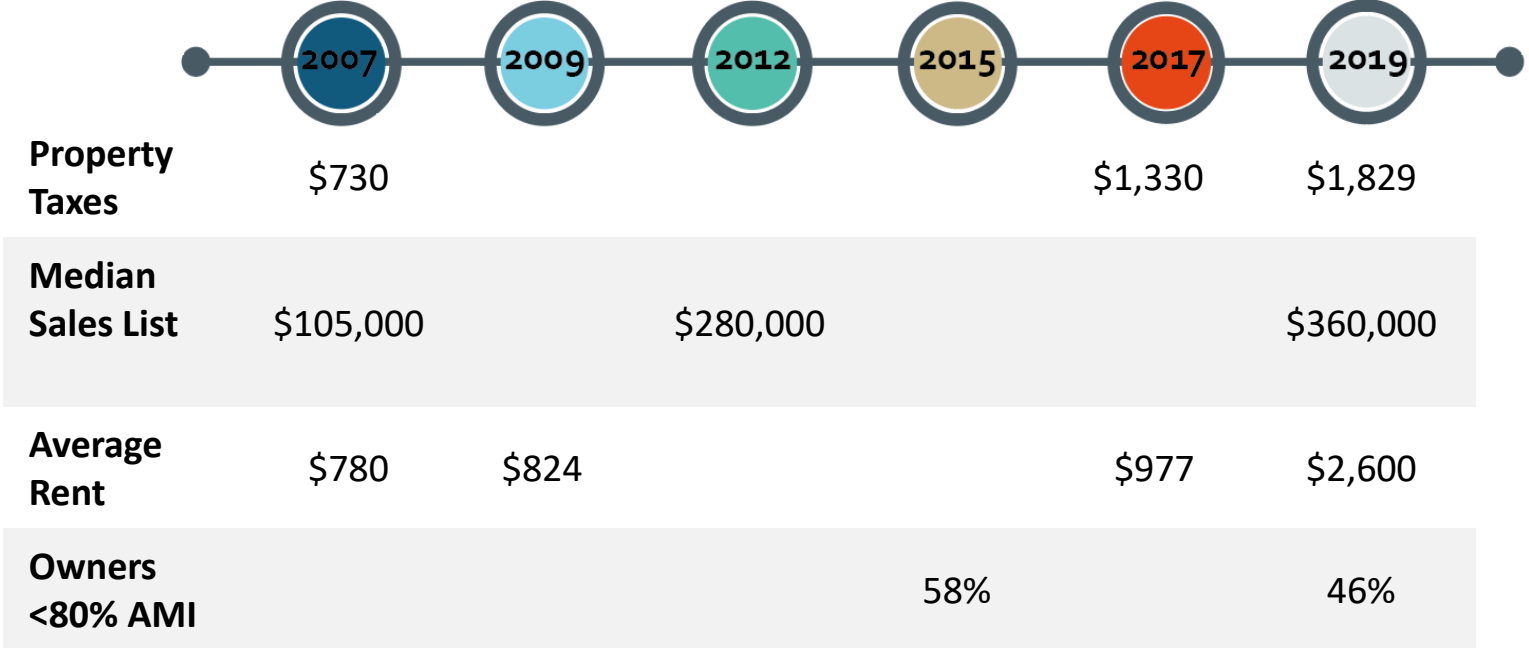 2007 2009 2012 2015 2017 2019
Property
Taxes
$730 $1,330 $1,829
Median
Sales List
$105,000 $280,000 $360,000
Average
Rent
$780 $824 $977 $2,600
Owners
<80% AMI
58% 46%